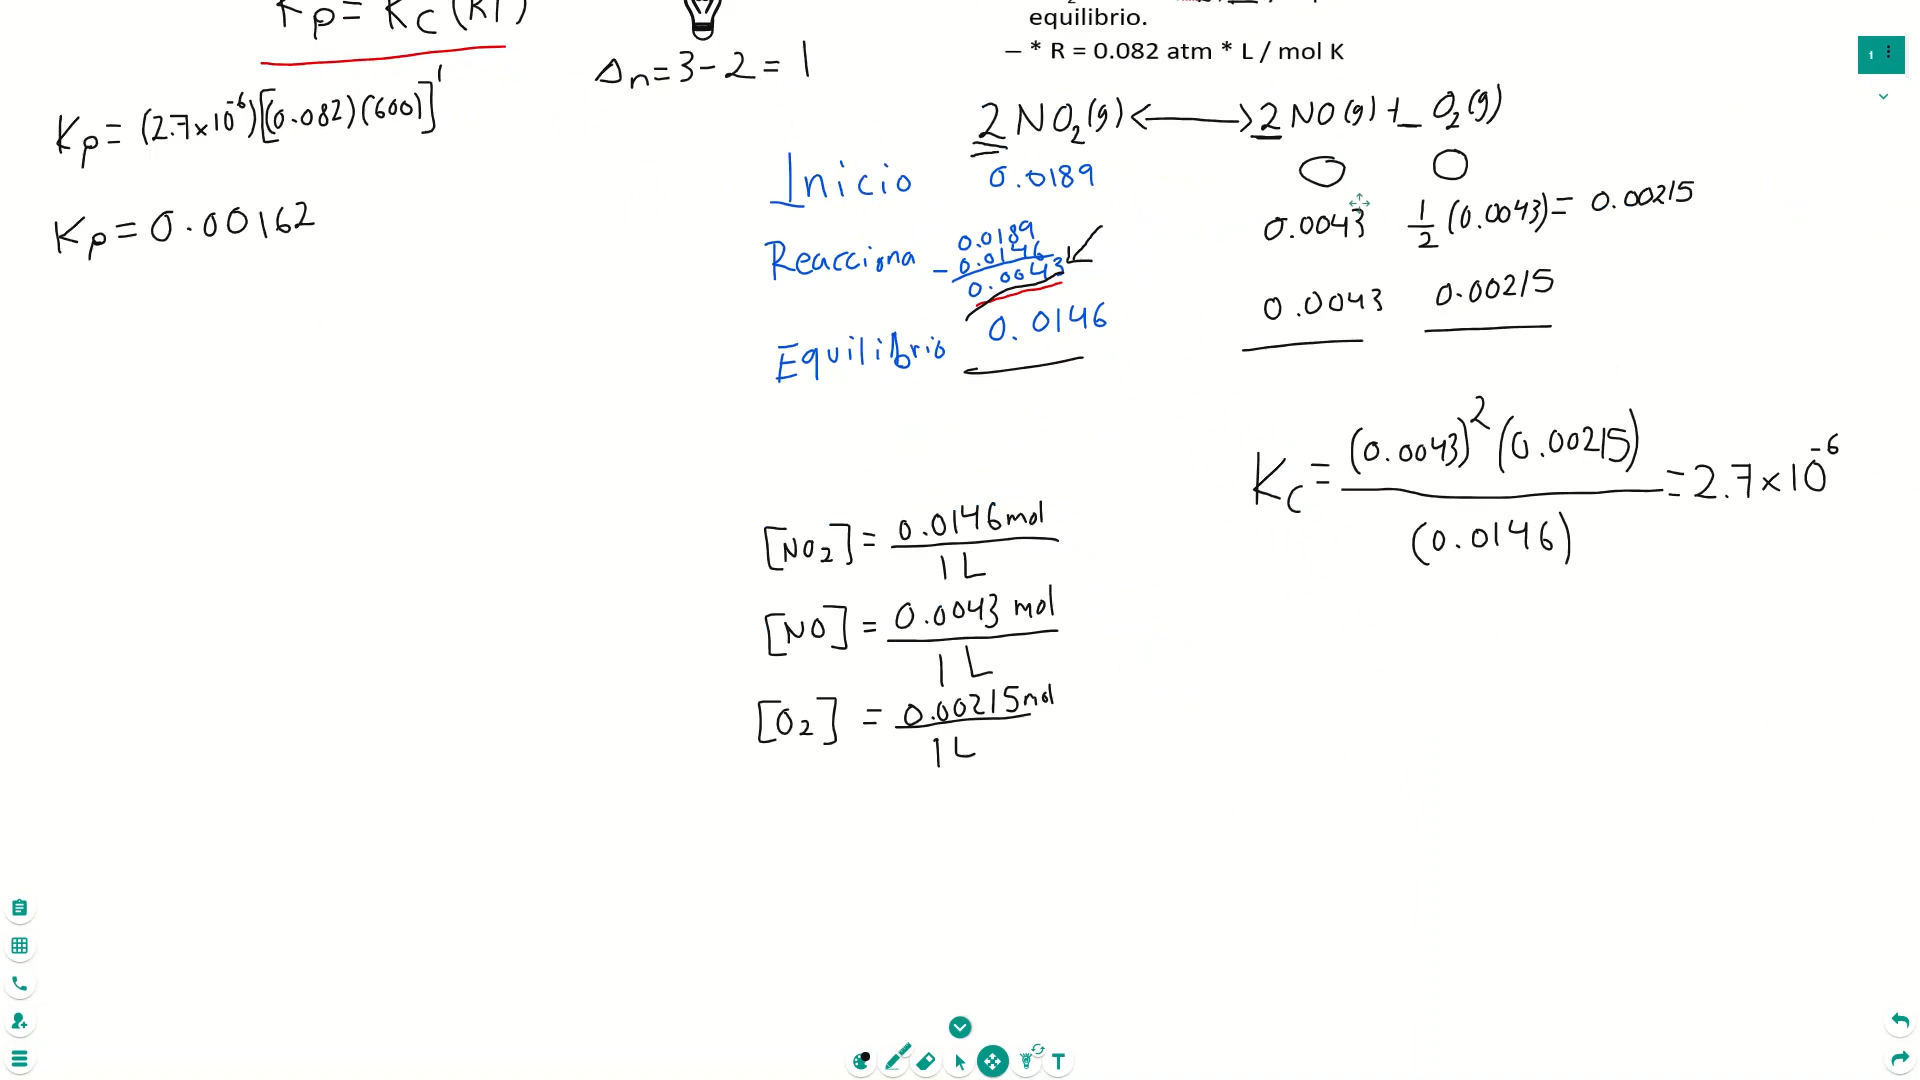 Kp = Kc (RT)
equilibrio.
– * R = 0.082 atm * L / mol K
Δn = 3 - 2 = 1
Kp = (2.7x10⁻⁶)[(0.082)(600)]¹
Kp = 0.00162
2 NO₂(g) <——> 2 NO(g) + _ O₂(g)
Inicio 0.0189 0 0
Reacciona 0.0189 - 0.0146 0.0043 0.0043 1/2 (0.0043) = 0.00215
Equilibrio 0.0146 0.0043 0.00215
Kc = (0.0043)² (0.00215) / (0.0146) = 2.7x10⁻⁶
[NO₂] = 0.0146 mol / 1 L
[NO] = 0.0043 mol / 1 L
[O₂] = 0.00215 mol / 1 L
1
T